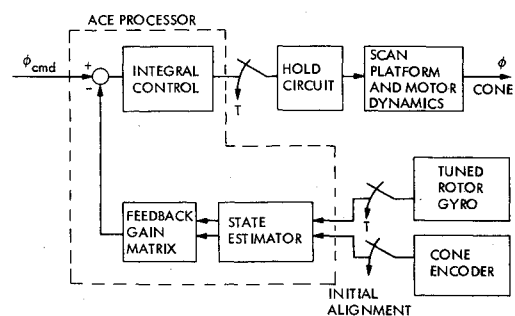 ACE PROCESSOR
ϕcmd
+
−
INTEGRAL
CONTROL
T
HOLD
CIRCUIT
SCAN
PLATFORM
AND MOTOR
DYNAMICS
ϕ
CONE
FEEDBACK
GAIN
MATRIX
STATE
ESTIMATOR
T
TUNED
ROTOR
GYRO
CONE
ENCODER
INITIAL
ALIGNMENT